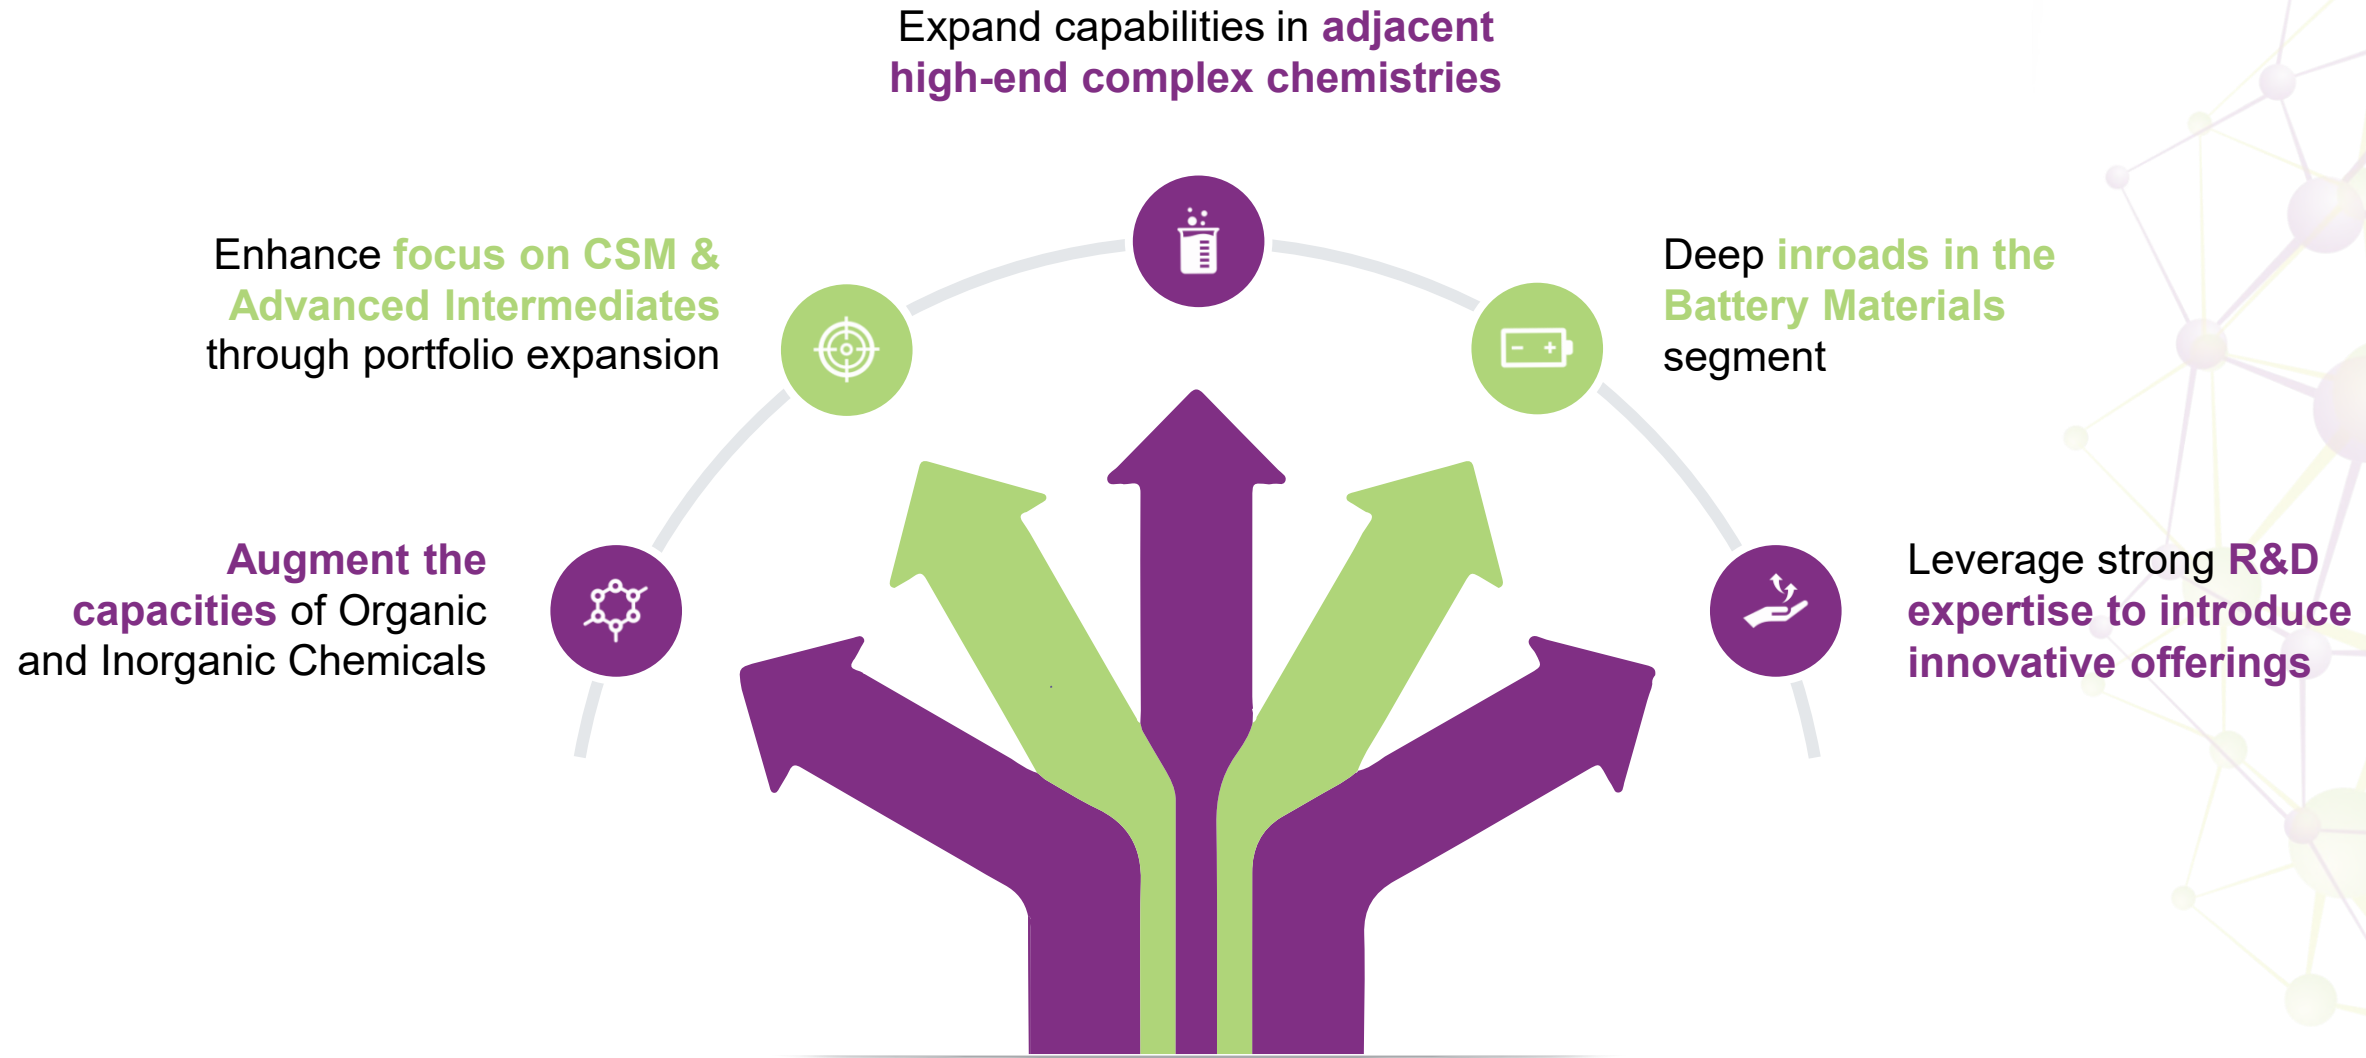 Expand capabilities in adjacent
high-end complex chemistries
Enhance focus on CSM &
Advanced Intermediates
through portfolio expansion
Deep inroads in the
Battery Materials
segment
Augment the
capacities of Organic
and Inorganic Chemicals
Leverage strong R&D
expertise to introduce
innovative offerings